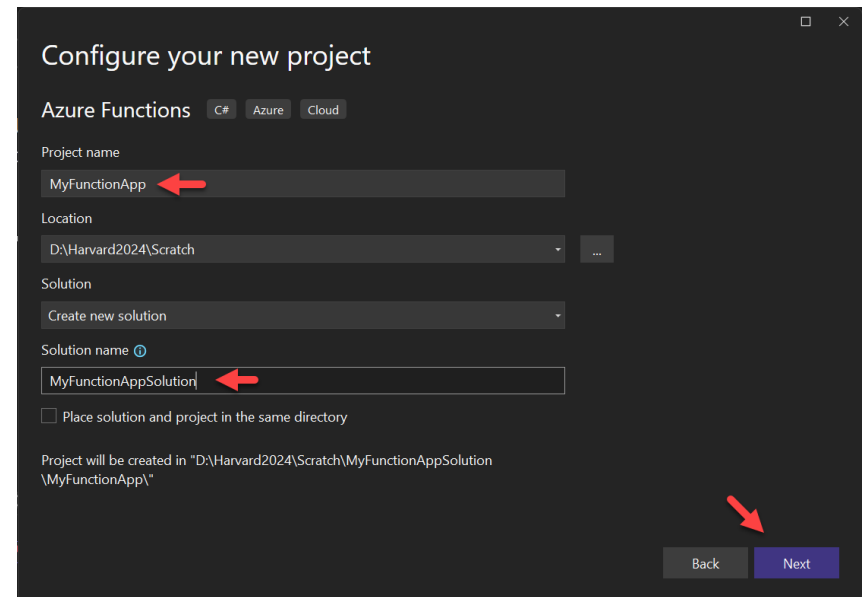 Configure your new project
Azure Functions C# Azure Cloud
Project name
MyFunctionApp
Location
D:\Harvard2024\Scratch
...
Solution
Create new solution
Solution name
MyFunctionAppSolution
Place solution and project in the same directory
Project will be created in "D:\Harvard2024\Scratch\MyFunctionAppSolution
\MyFunctionApp\"
Back Next